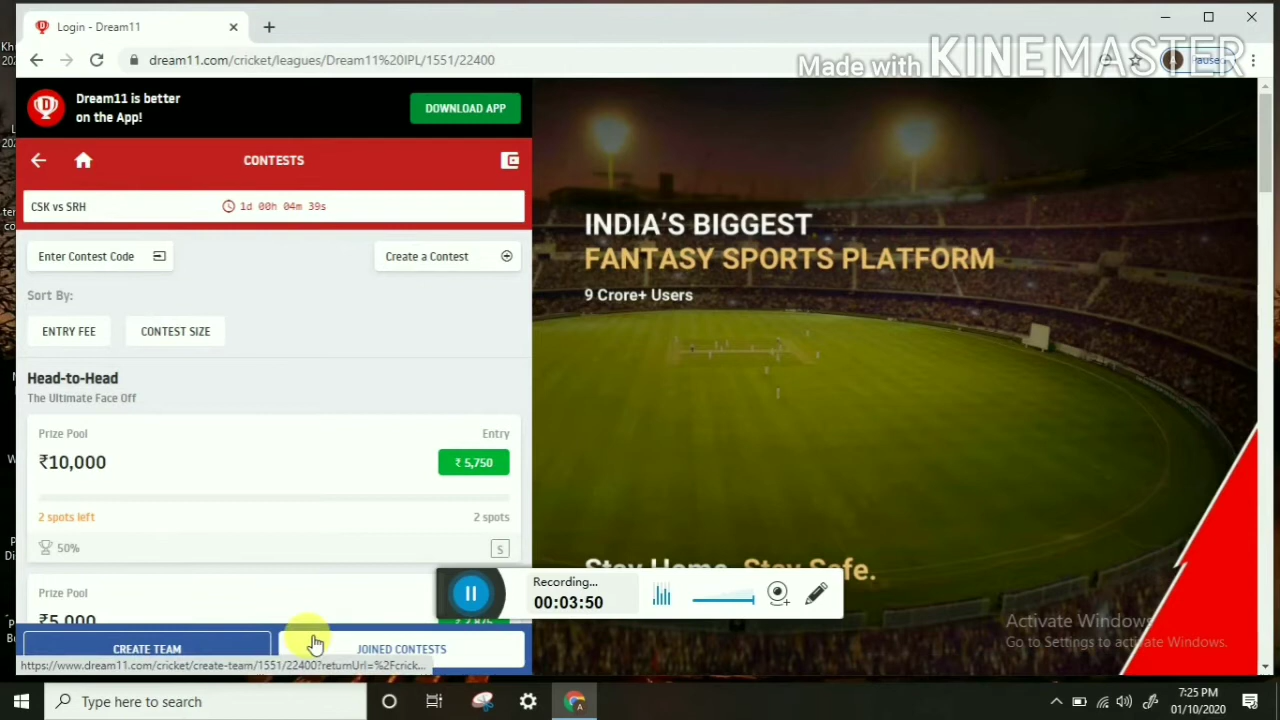 Login - Dream11
dream11.com/cricket/leagues/Dream11%20IPL/1551/22400
Paused
Made with KINEMASTER
Dream11 is better
on the App!
DOWNLOAD APP
CONTESTS
CSK vs SRH
1d 00h 04m 39s
Enter Contest Code
Create a Contest
Sort By:
ENTRY FEE
CONTEST SIZE
Head-to-Head
The Ultimate Face Off
Prize Pool
Entry
₹10,000
₹ 5,750
2 spots left
2 spots
50%
S
Prize Pool
₹5,000
CREATE TEAM
JOINED CONTESTS
https://www.dream11.com/cricket/create-team/1551/22400?returnUrl=%2Fcrick...
INDIA'S BIGGEST
FANTASY SPORTS PLATFORM
9 Crore+ Users
Stay Home. Stay Safe.
Recording...
00:03:50
Activate Windows
Go to Settings to activate Windows.
Type here to search
7:25 PM
01/10/2020